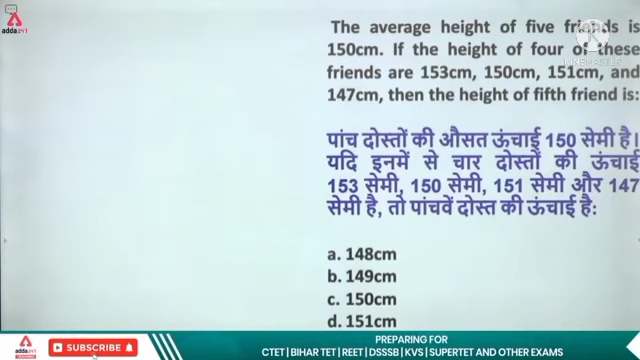 adda247
The average height of five friends is
150cm. If the height of four of these
friends are 153cm, 150cm, 151cm, and
147cm, then the height of fifth friend is:
पांच दोस्तों की औसत ऊंचाई 150 सेमी है।
यदि इनमें से चार दोस्तों की ऊंचाई
153 सेमी, 150 सेमी, 151 सेमी और 147
सेमी है, तो पांचवें दोस्त की ऊंचाई है:
a. 148cm
b. 149cm
c. 150cm
d. 151cm
adda247
SUBSCRIBE
PREPARING FOR
CTET | BIHAR TET | REET | DSSSB | KVS | SUPERTET AND OTHER EXAMS